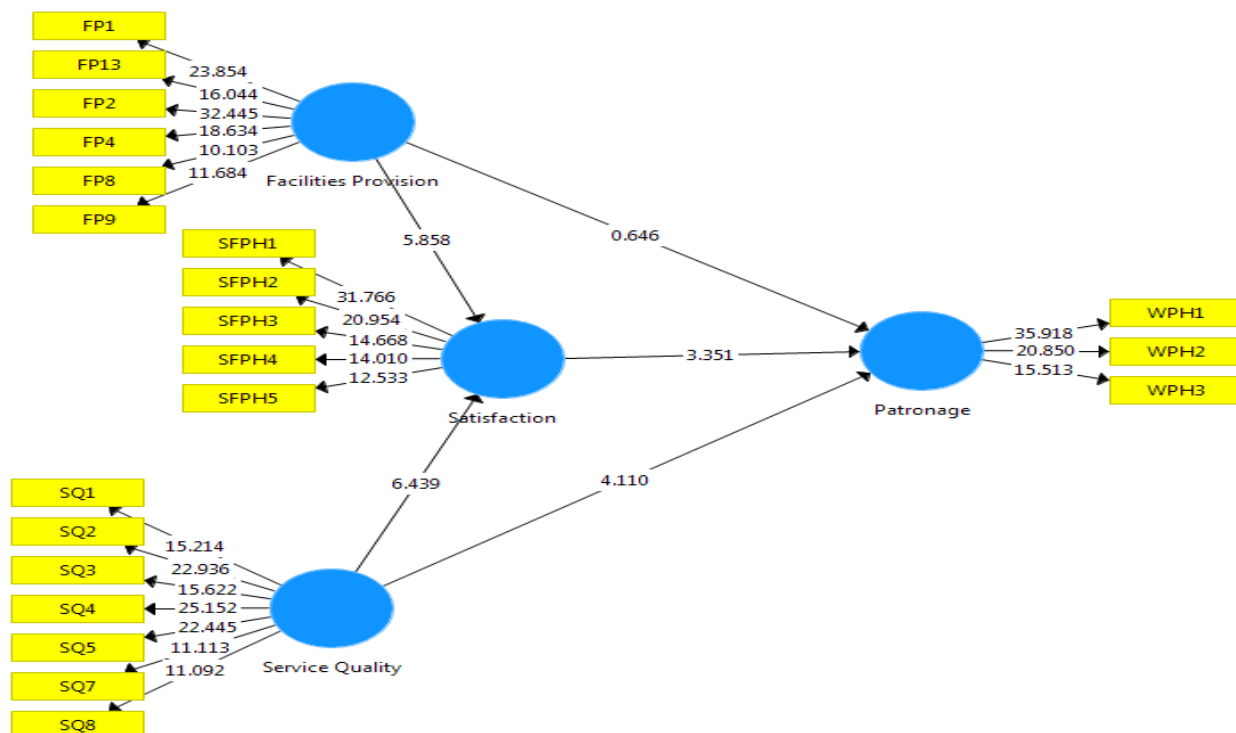 FP1
FP13
FP2
FP4
FP8
FP9
23.854
16.044
32.445
18.634
10.103
11.684
Facilities Provision
5.858
0.646
SFPH1
SFPH2
SFPH3
SFPH4
SFPH5
31.766
20.954
14.668
14.010
12.533
Satisfaction
3.351
WPH1
WPH2
WPH3
35.918
20.850
15.513
Patronage
6.439
4.110
SQ1
SQ2
SQ3
SQ4
SQ5
SQ7
SQ8
15.214
22.936
15.622
25.152
22.445
11.113
11.092
Service Quality